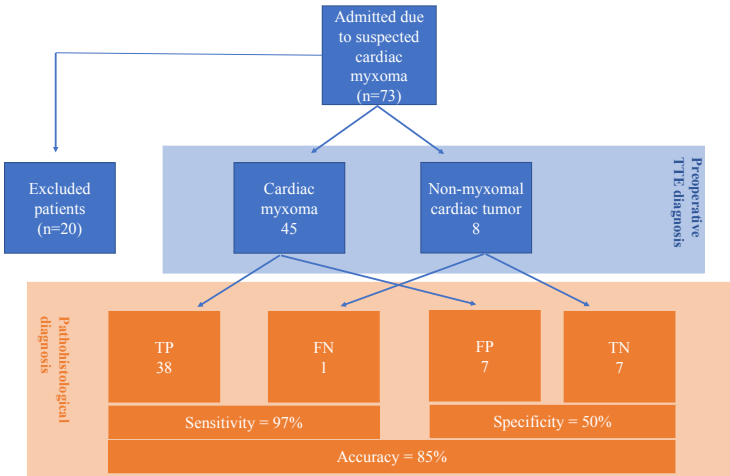 Admitted due
to suspected
cardiac
myxoma
(n=73)
Excluded
patients
(n=20)
Cardiac
myxoma
45
Non-myxomal
cardiac tumor
8
Preoperative
TTE diagnosis
Pathohistological
diagnosis
TP
38
FN
1
FP
7
TN
7
Sensitivity = 97%
Specificity = 50%
Accuracy = 85%